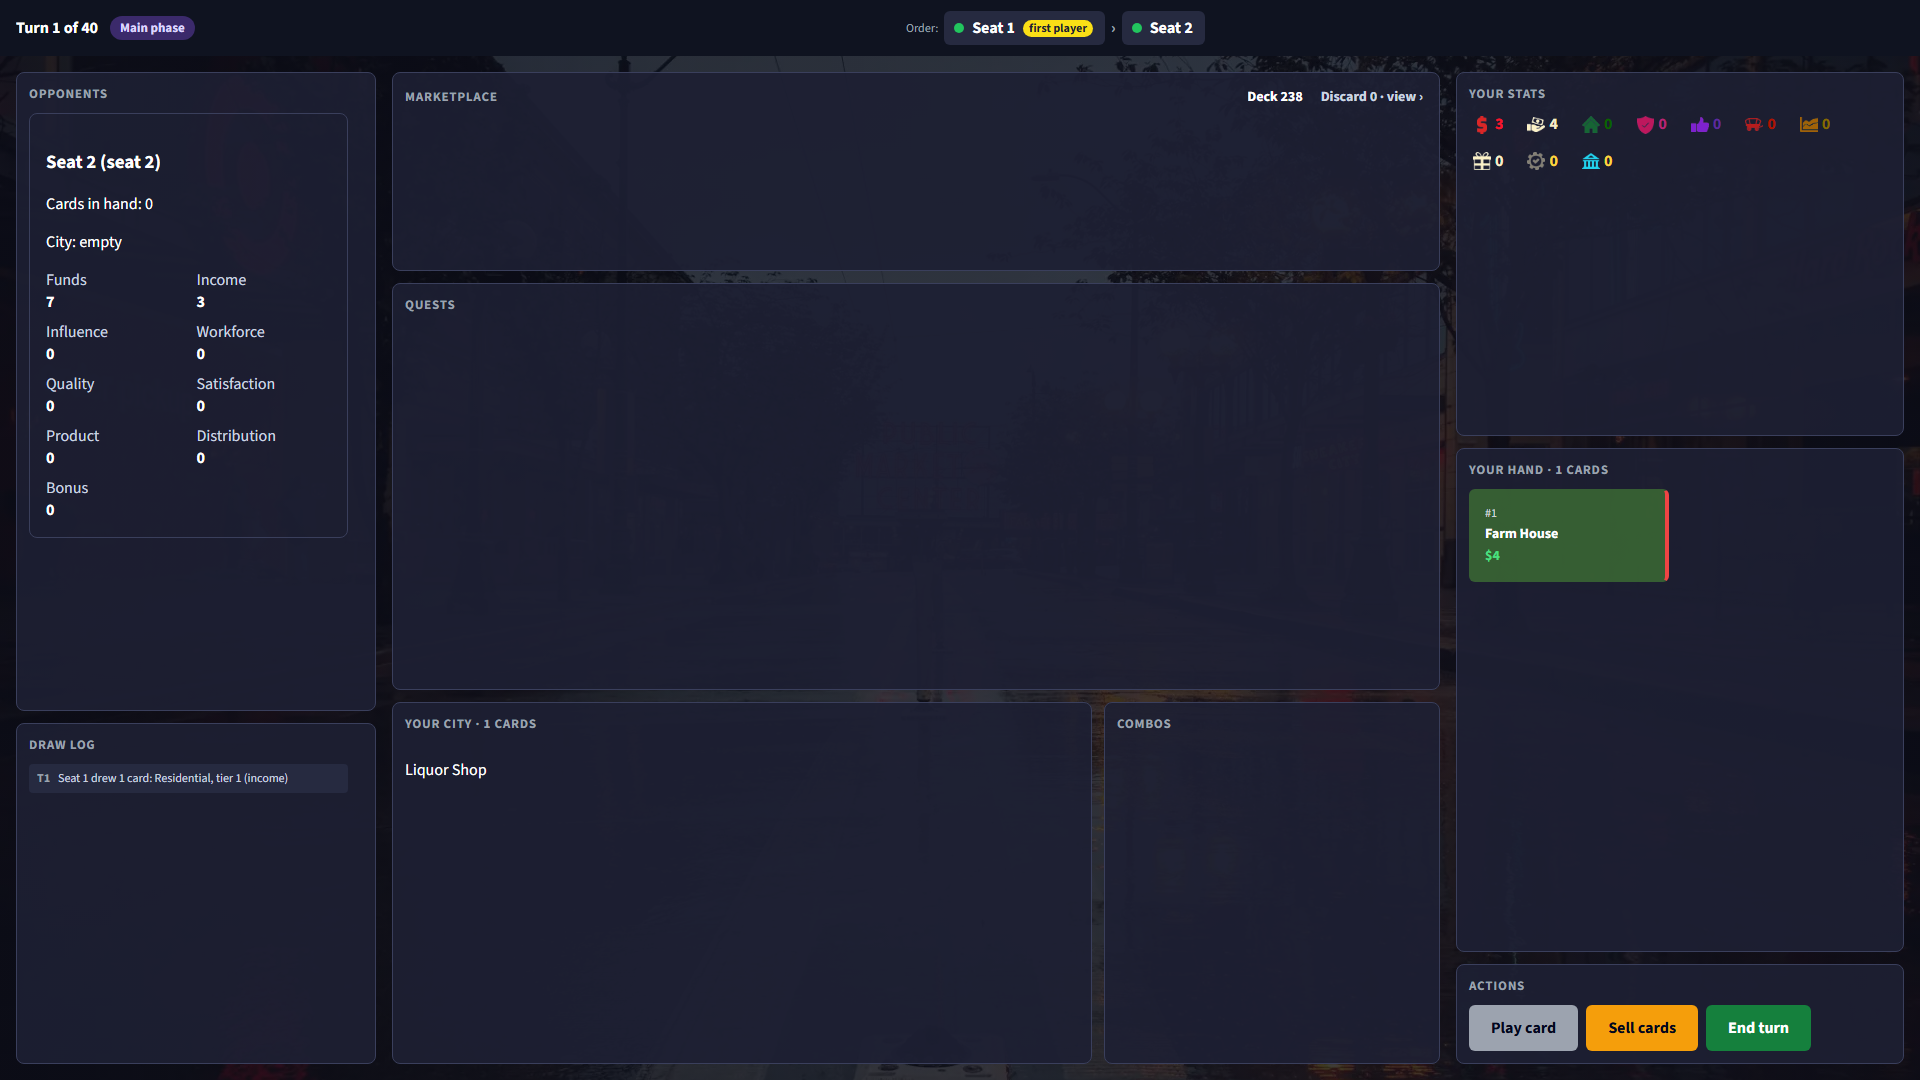 Turn 1 of 40
Main phase
Order:
Seat 1
first player
›
Seat 2
OPPONENTS
Seat 2 (seat 2)
Cards in hand: 0
City: empty
Funds
7
Income
3
Influence
0
Workforce
0
Quality
0
Satisfaction
0
Product
0
Distribution
0
Bonus
0
DRAW LOG
T1 Seat 1 drew 1 card: Residential, tier 1 (income)
MARKETPLACE
Deck 238
Discard 0 · view ›
QUESTS
YOUR CITY · 1 CARDS
Liquor Shop
COMBOS
YOUR STATS
3 4 0 0 0 0 0
0 0 0
YOUR HAND · 1 CARDS
#1
Farm House
$4
ACTIONS
Play card
Sell cards
End turn